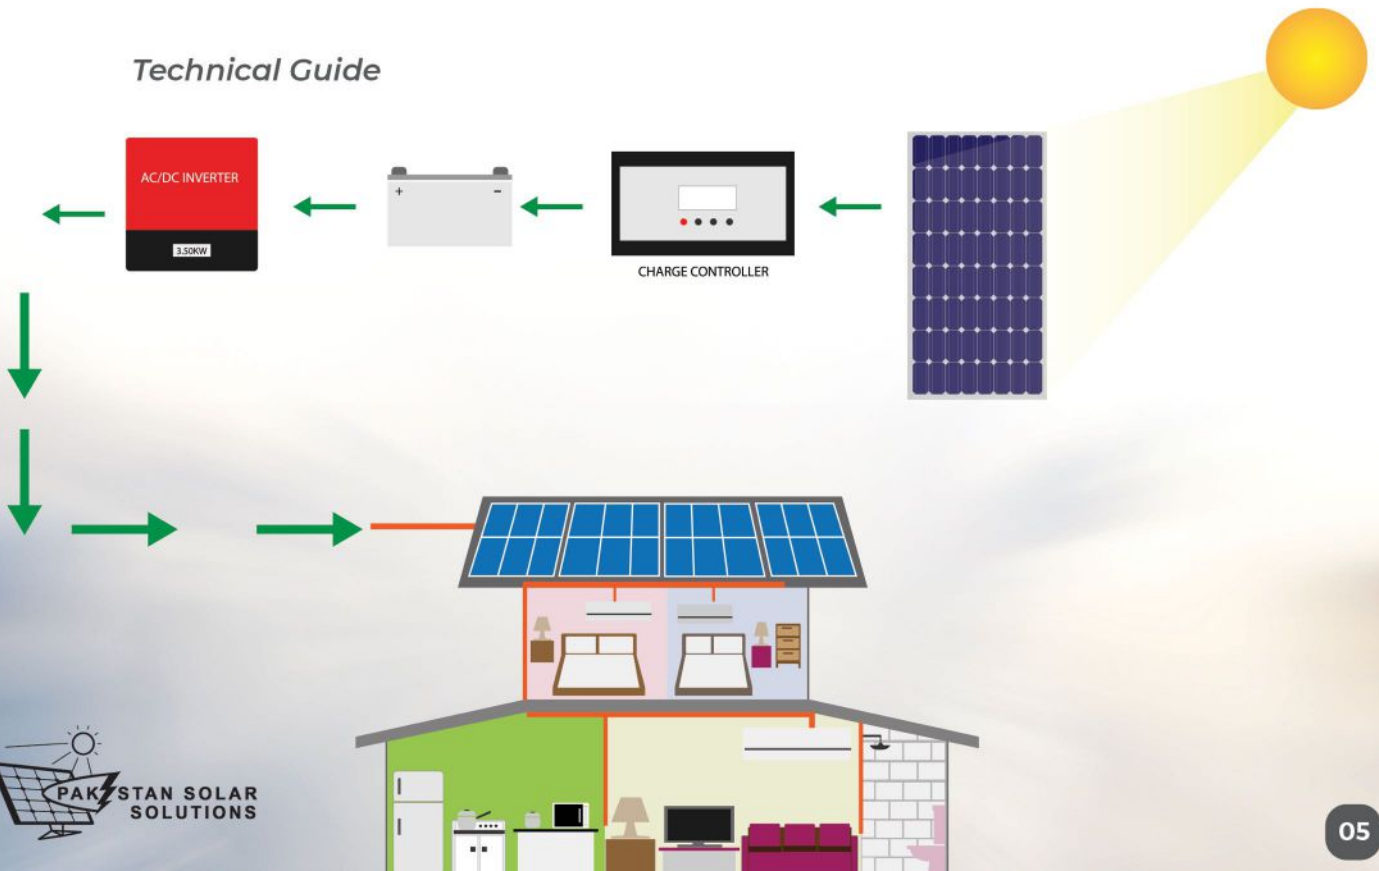 Technical Guide
AC/DC INVERTER
3.50KW
+ -
CHARGE CONTROLLER
PAKISTAN SOLAR
SOLUTIONS
05